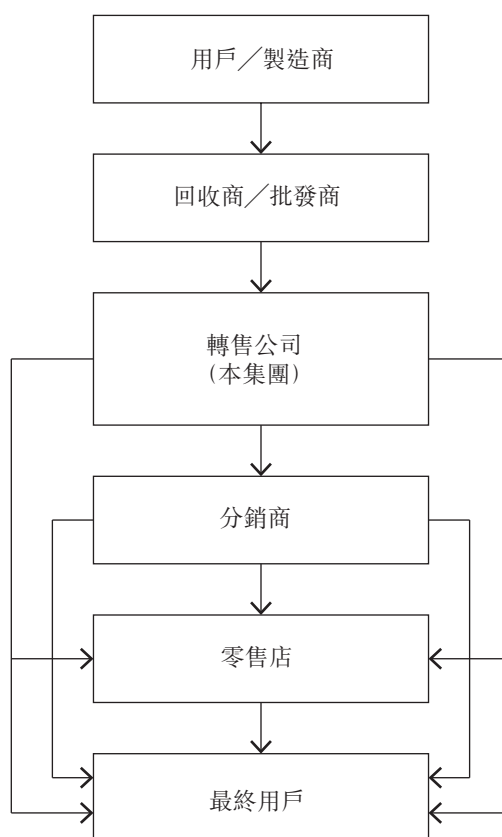 用戶／製造商
回收商／批發商
轉售公司
(本集團)
分銷商
零售店
最終用戶